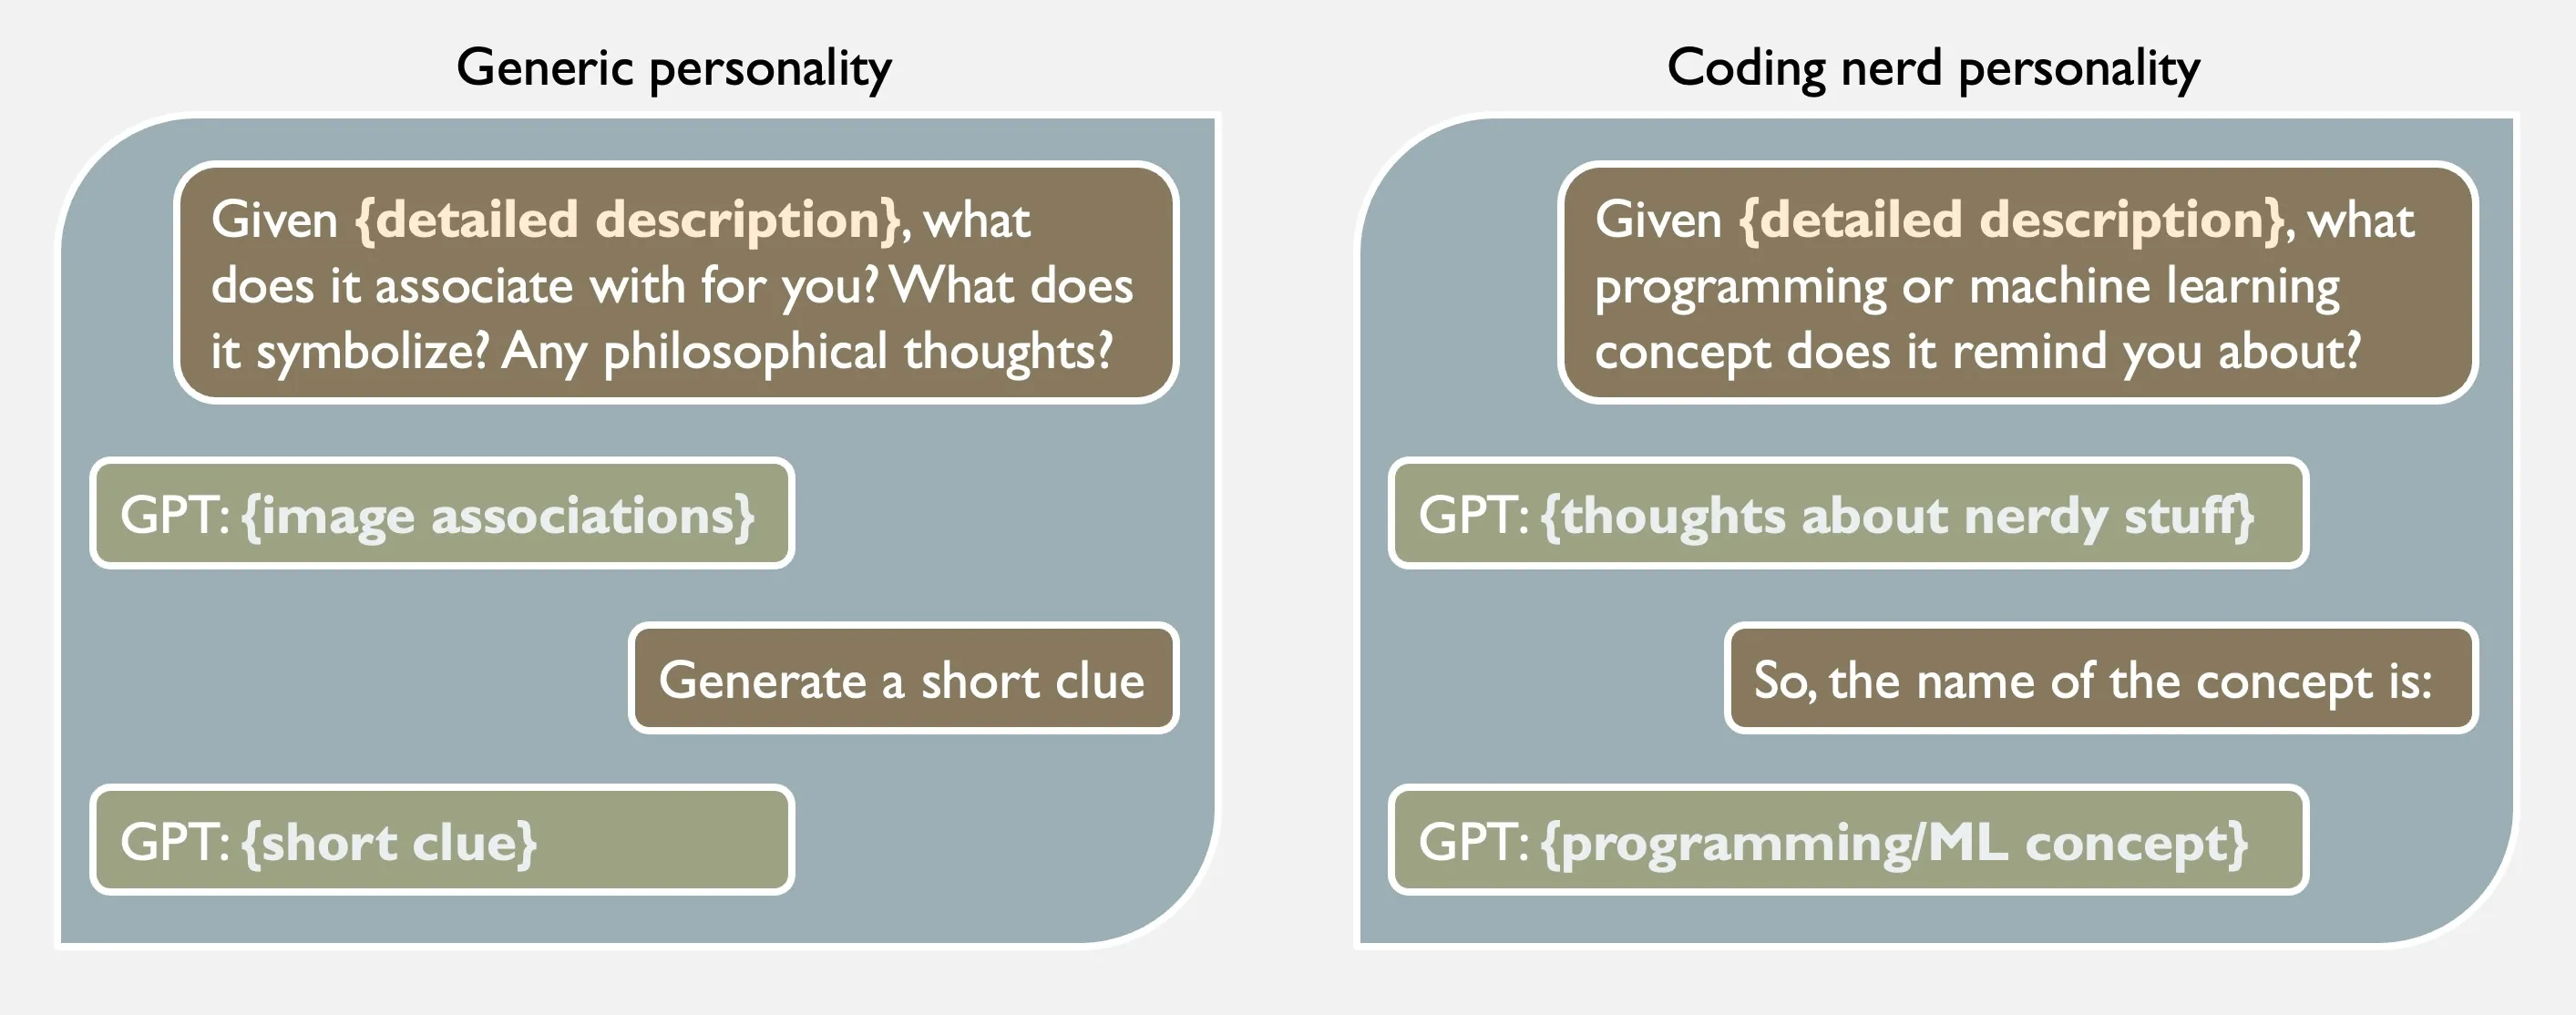 Generic personality
Given {detailed description}, what
does it associate with for you? What does
it symbolize? Any philosophical thoughts?
GPT: {image associations}
Generate a short clue
GPT: {short clue}
Coding nerd personality
Given {detailed description}, what
programming or machine learning
concept does it remind you about?
GPT: {thoughts about nerdy stuff}
So, the name of the concept is:
GPT: {programming/ML concept}